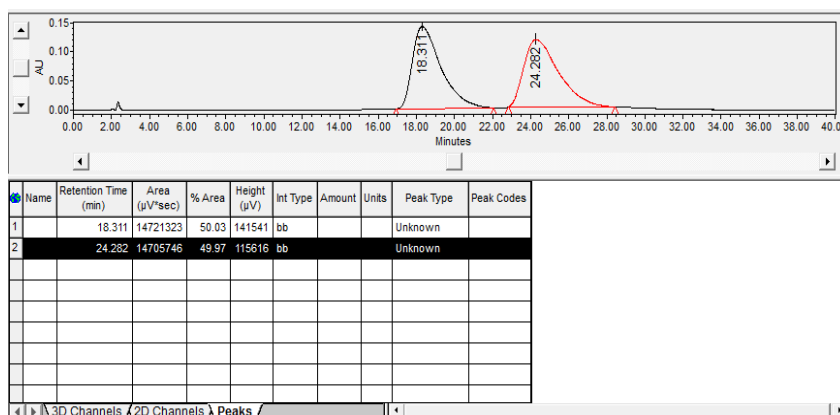 0.15
0.10
0.05
0.00
AU
18.311
24.282
0.00 2.00 4.00 6.00 8.00 10.00 12.00 14.00 16.00 18.00 20.00 22.00 24.00 26.00 28.00 30.00 32.00 34.00 36.00 38.00 40.0
Minutes
Name Retention Time (min) Area (µV*sec) % Area Height (µV) Int Type Amount Units Peak Type Peak Codes
1 18.311 14721323 50.03 141541 bb Unknown
2 24.282 14705746 49.97 115616 bb Unknown
3D Channels 2D Channels Peaks